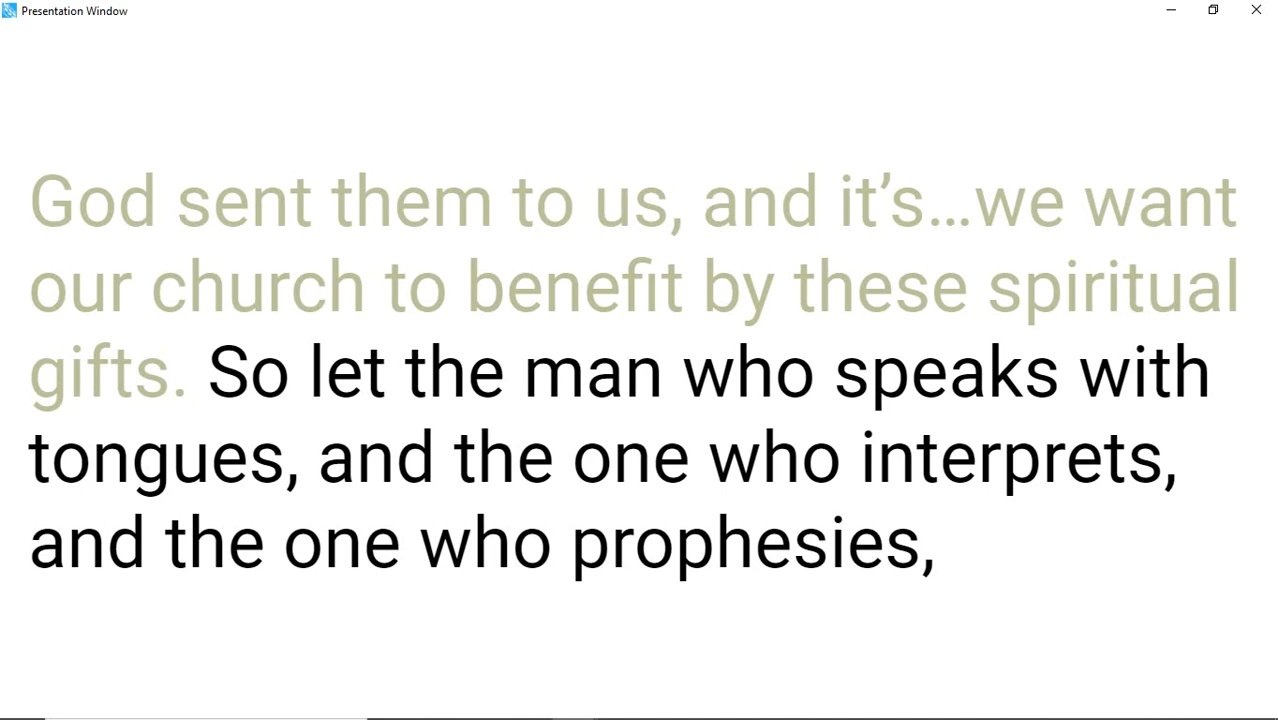 Presentation Window
God sent them to us, and it’s…we want
our church to benefit by these spiritual
gifts. So let the man who speaks with
tongues, and the one who interprets,
and the one who prophesies,